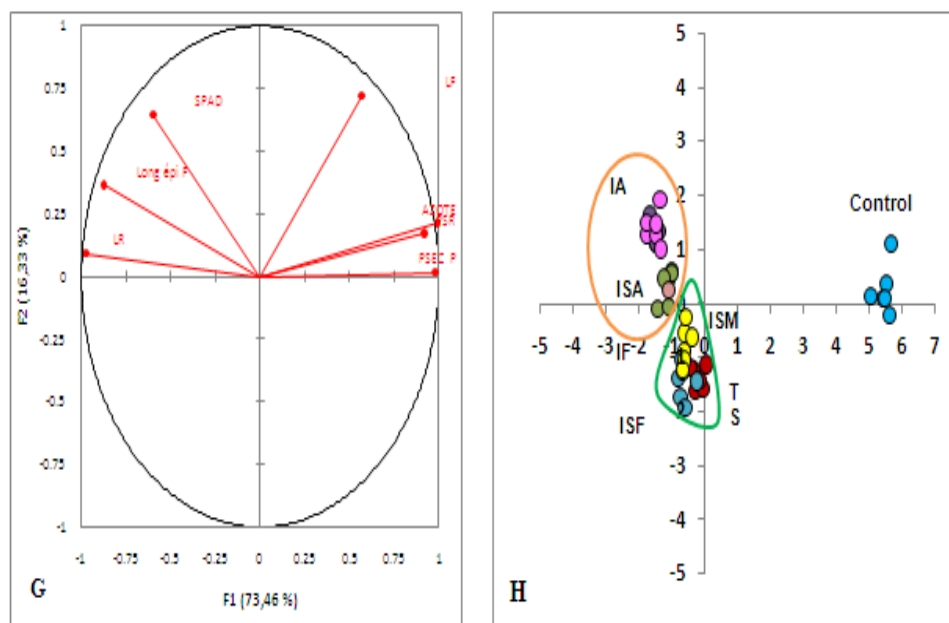 1
0.75
0.5
0.25
0
-0.25
-0.5
-0.75
-1
F2 (16,33 %)
SPAD
Long épi P
LR
PSEC P
-1 -0.75 -0.5 -0.25 0 0.25 0.5 0.75 1
F1 (73,46 %)
G
5
4
3
2
1
0
-1
-2
-3
-4
-5
-5 -4 -3 -2 -1 0 1 2 3 4 5 6 7
IA
Control
ISA
ISM
IF
T
S
ISF
H